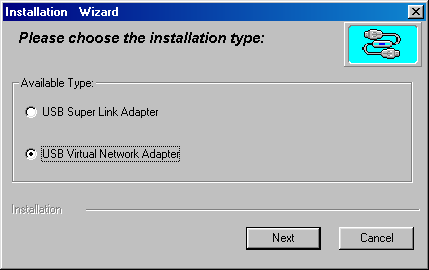 Installation Wizard
Please choose the installation type:
Available Type:
USB Super Link Adapter
USB Virtual Network Adapter
Installation
Next Cancel